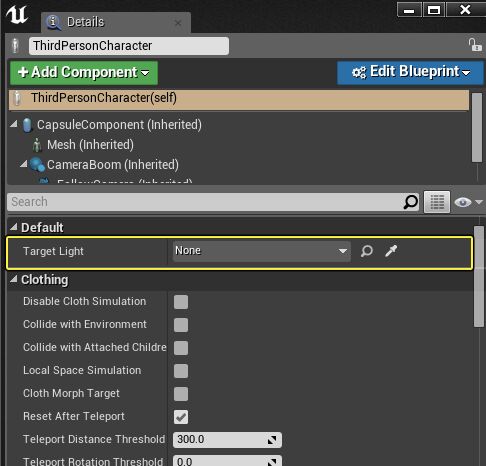 Details
ThirdPersonCharacter
+ Add Component
Edit Blueprint
ThirdPersonCharacter(self)
CapsuleComponent (Inherited)
Mesh (Inherited)
CameraBoom (Inherited)
FollowCamera (Inherited)
Search
Default
Target Light None
Clothing
Disable Cloth Simulation
Collide with Environment
Collide with Attached Childre
Local Space Simulation
Cloth Morph Target
Reset After Teleport
Teleport Distance Threshold 300.0
Teleport Rotation Threshold 0.0